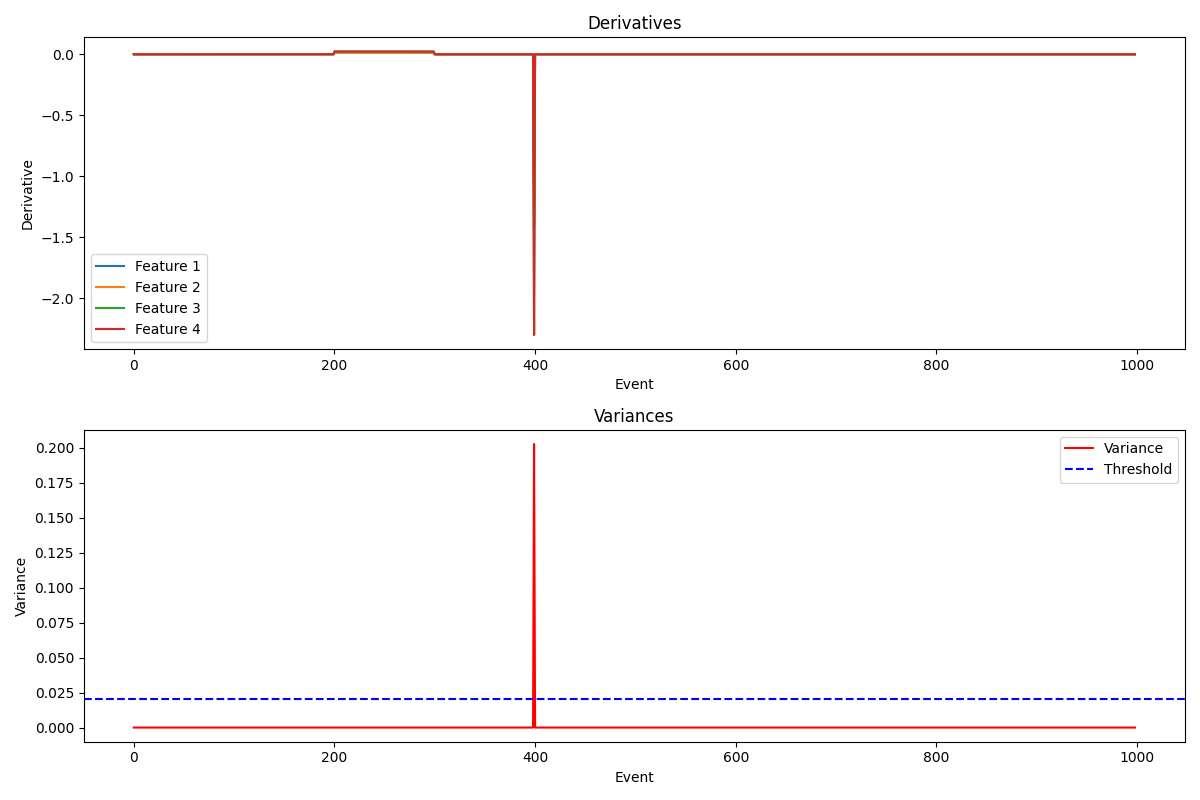 Derivatives
Derivative
0.0
−0.5
−1.0
−1.5
−2.0
Feature 1
Feature 2
Feature 3
Feature 4
0 200 400 600 800 1000
Event
Variances
Variance
0.200
0.175
0.150
0.125
0.100
0.075
0.050
0.025
0.000
Variance
Threshold
0 200 400 600 800 1000
Event